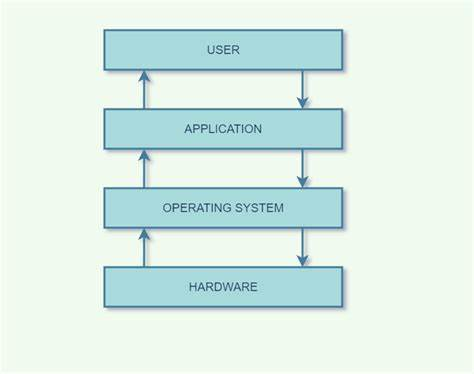 USER
APPLICATION
OPERATING SYSTEM
HARDWARE